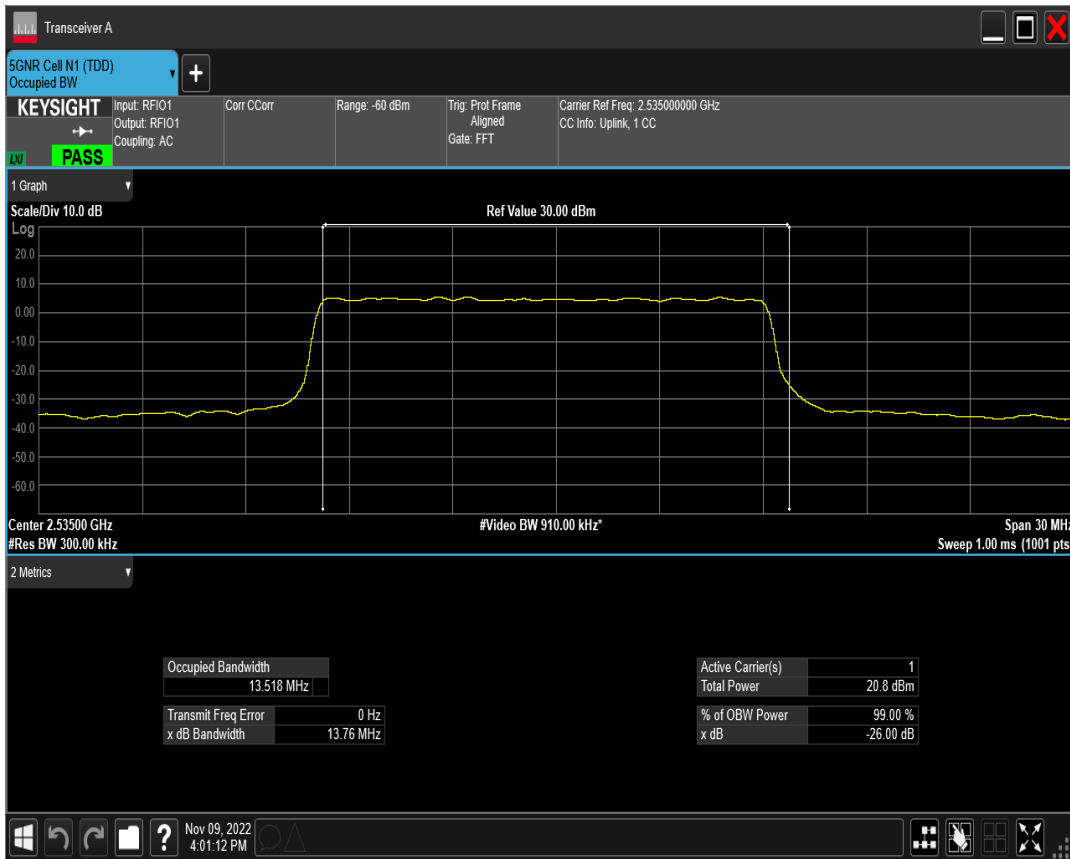 Transceiver A
5GNR Cell N1 (TDD)
Occupied BW
+
KEYSIGHT
LXI
PASS
Input: RFIO1
Output: RFIO1
Coupling: AC
Corr CCorr
Range: -60 dBm
Trig: Prot Frame
Aligned
Gate: FFT
Carrier Ref Freq: 2.535000000 GHz
CC Info: Uplink, 1 CC
1 Graph
Scale/Div 10.0 dB
Ref Value 30.00 dBm
Log
20.0
10.0
0.00
-10.0
-20.0
-30.0
-40.0
-50.0
-60.0
Center 2.53500 GHz
#Video BW 910.00 kHz*
Span 30 MHz
#Res BW 300.00 kHz
Sweep 1.00 ms (1001 pts
2 Metrics
Occupied Bandwidth
13.518 MHz
Transmit Freq Error 0 Hz
x dB Bandwidth 13.76 MHz
Active Carrier(s) 1
Total Power 20.8 dBm
% of OBW Power 99.00 %
x dB -26.00 dB
?
Nov 09, 2022
4:01:12 PM